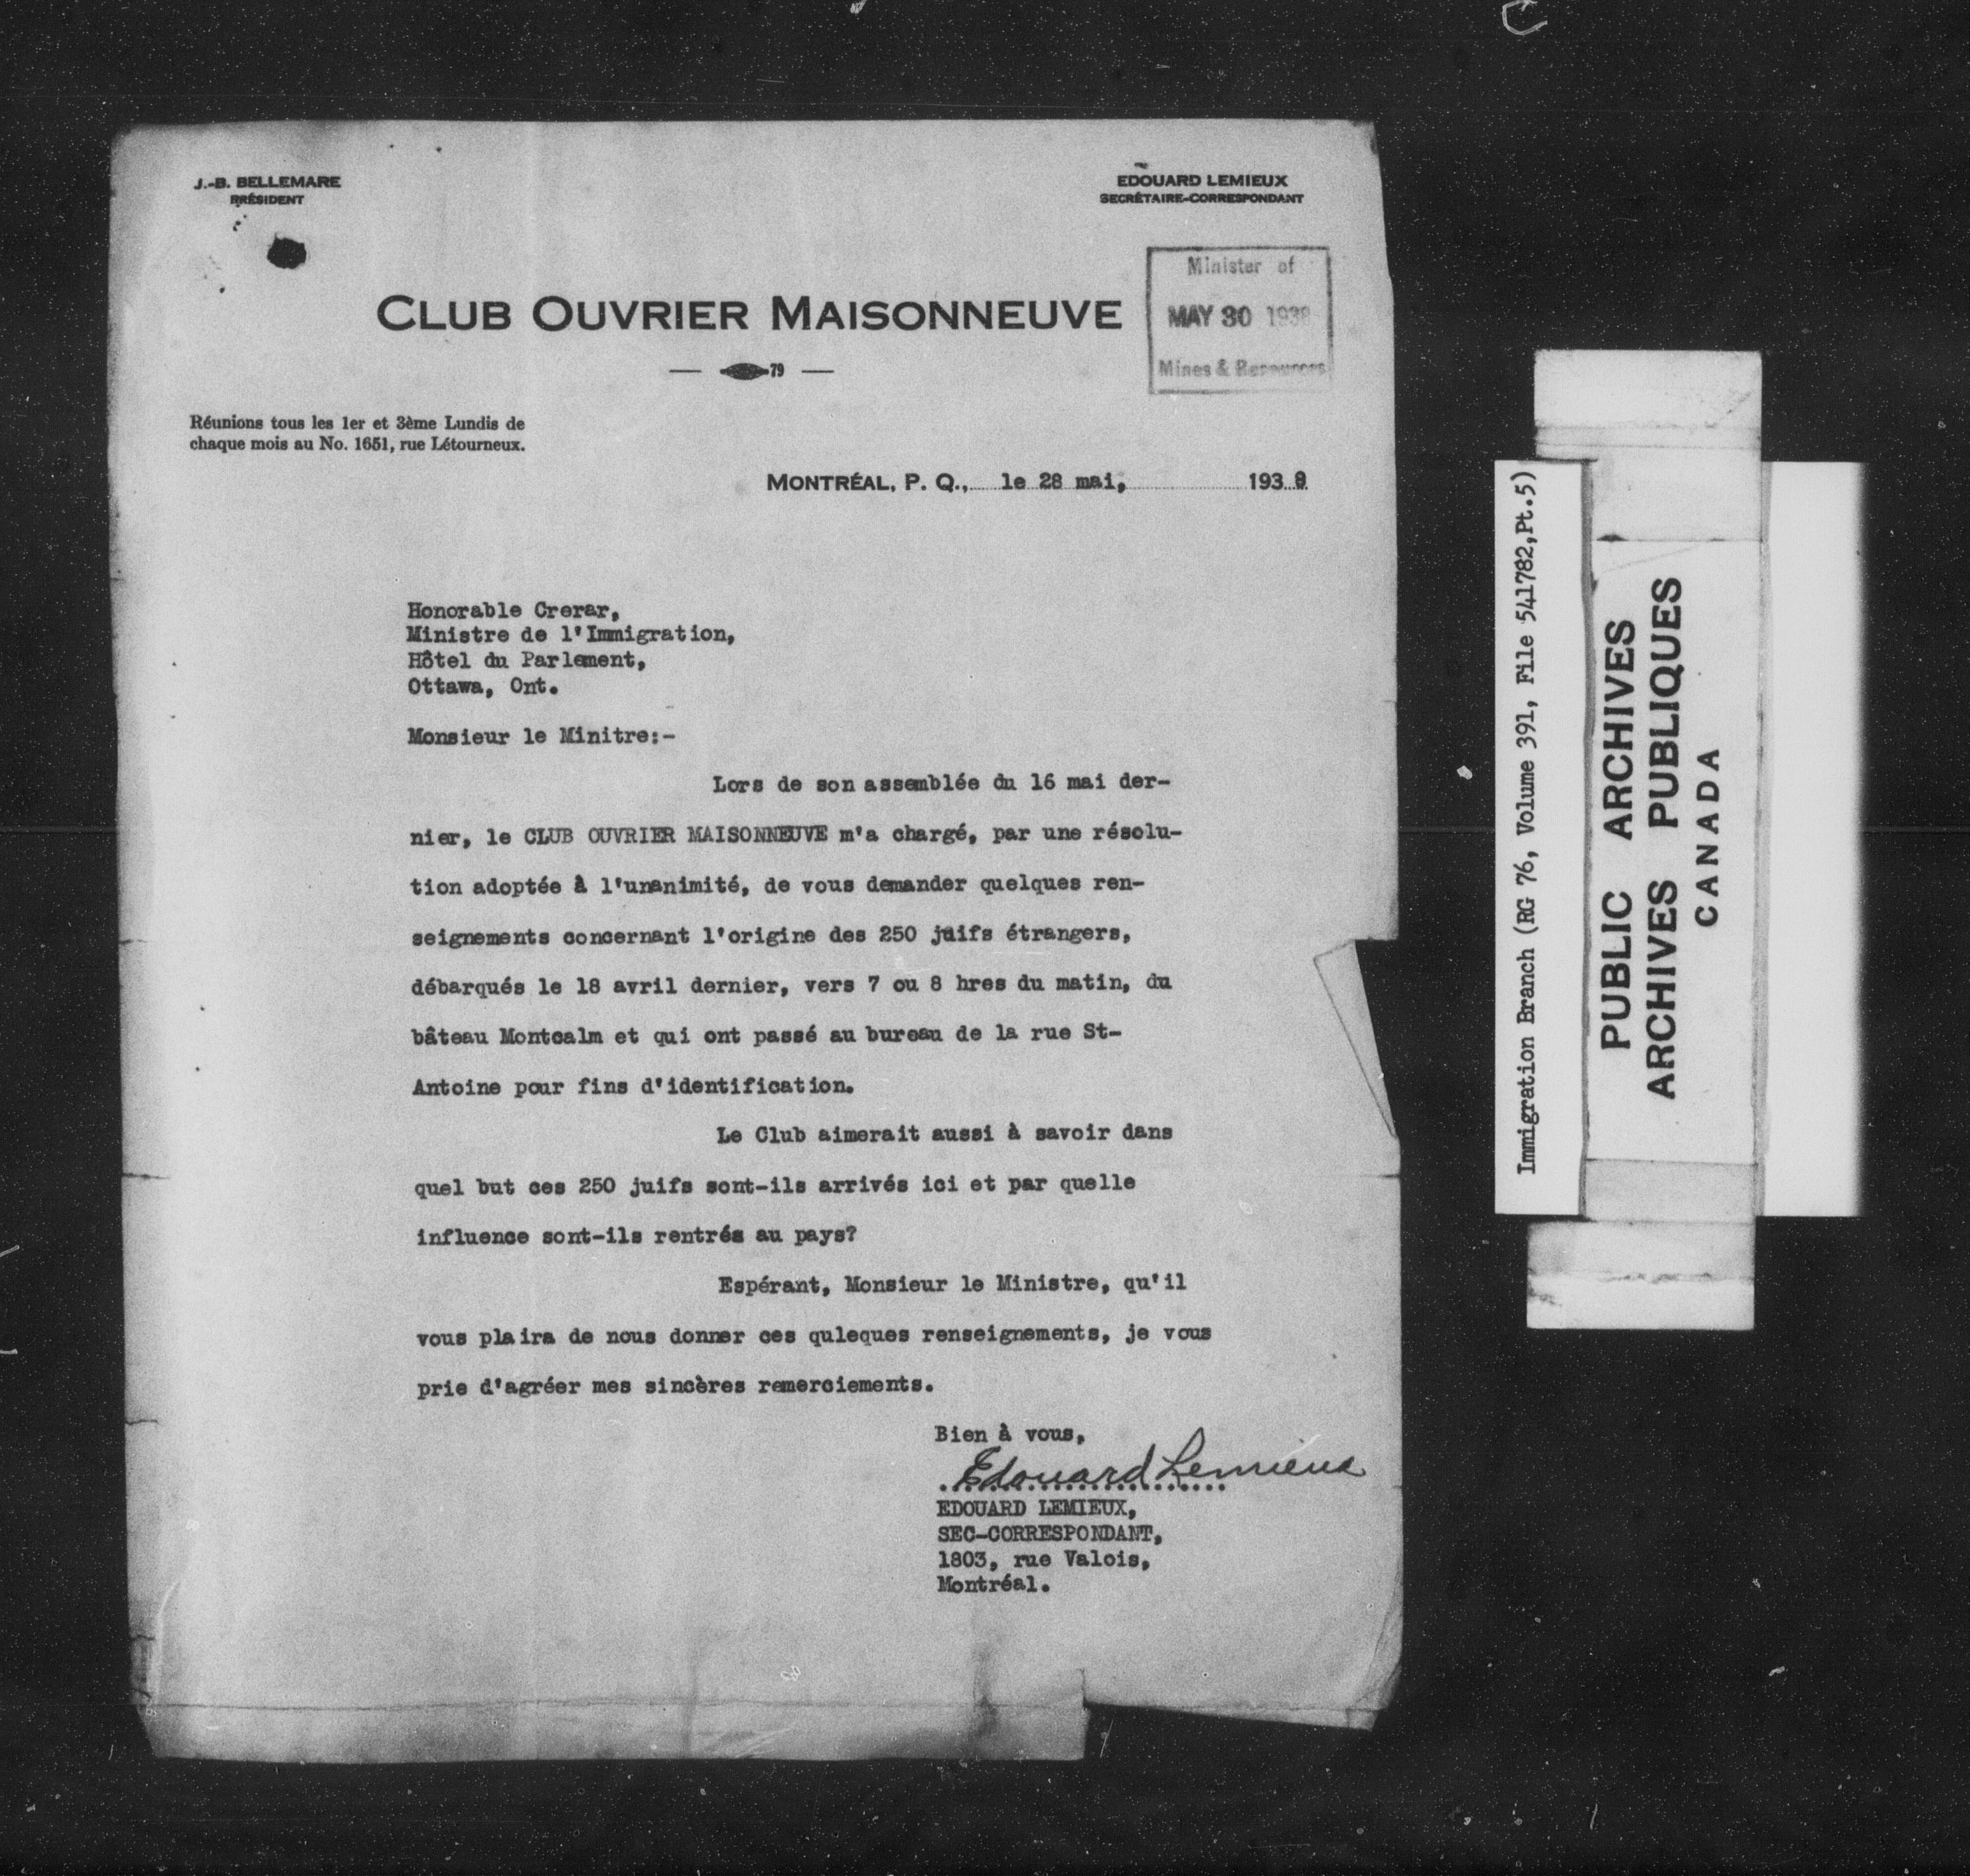 J.-B. BELLEMARE
PRÉSIDENT
EDOUARD LEMIEUX
SECRÉTAIRE-CORRESPONDANT
CLUB OUVRIER MAISONNEUVE
79
Minister of
MAY 30 1938
Mines & Resources
Réunions tous les 1er et 3ème Lundis de
chaque mois au No. 1651, rue Létourneux.
MONTRÉAL, P. Q., le 28 mai, 1938
Honorable Crerar,
Ministre de l'Immigration,
Hôtel du Parlement,
Ottawa, Ont.
Monsieur le Minitre:-
Lors de son assemblée du 16 mai der-
nier, le CLUB OUVRIER MAISONNEUVE m'a chargé, par une résolu-
tion adoptée à l'unanimité, de vous demander quelques ren-
seignements concernant l'origine des 250 juifs étrangers,
débarqués le 18 avril dernier, vers 7 ou 8 hres du matin, du
bâteau Montcalm et qui ont passé au bureau de la rue St-
Antoine pour fins d'identification.
Le Club aimerait aussi à savoir dans
quel but ces 250 juifs sont-ils arrivés ici et par quelle
influence sont-ils rentrés au pays?
Espérant, Monsieur le Ministre, qu'il
vous plaira de nous donner ces quleques renseignements, je vous
prie d'agréer mes sincères remerciements.
Bien à vous,
Edouard Lemieux
EDOUARD LEMIEUX,
SEC-CORRESPONDANT,
1803, rue Valois,
Montréal.
Immigration Branch (RG 76, Volume 391, File 541782,Pt.5)
PUBLIC ARCHIVES
ARCHIVES PUBLIQUES
CANADA